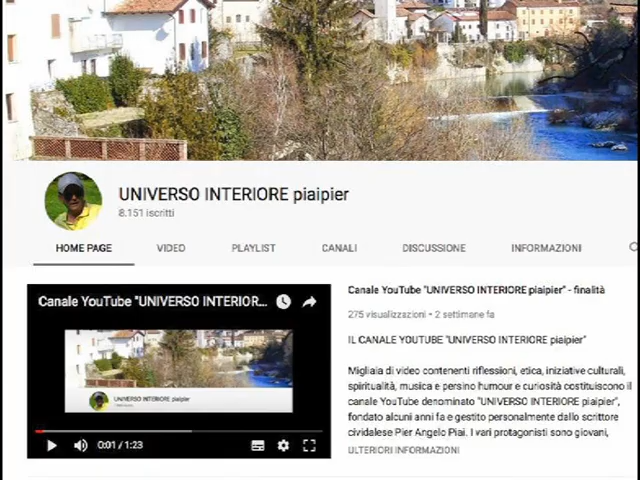 UNIVERSO INTERIORE piaipier
8.151 iscritti
HOME PAGE VIDEO PLAYLIST CANALI DISCUSSIONE INFORMAZIONI
Canale YouTube "UNIVERSO INTERIOR...
UNIVERSO INTERIORE piaipier
0:01 / 1:23
Canale YouTube "UNIVERSO INTERIORE piaipier" - finalità
275 visualizzazioni • 2 settimane fa
IL CANALE YOUTUBE "UNIVERSO INTERIORE piaipier"
Migliaia di video contenenti riflessioni, etica, iniziative culturali,
spiritualità, musica e persino humour e curiosità costituiscono il
canale YouTube denominato "UNIVERSO INTERIORE piaipier",
fondato alcuni anni fa e gestito personalmente dallo scrittore
cividalese Pier Angelo Piai. I vari protagonisti sono giovani,
ULTERIORI INFORMAZIONI